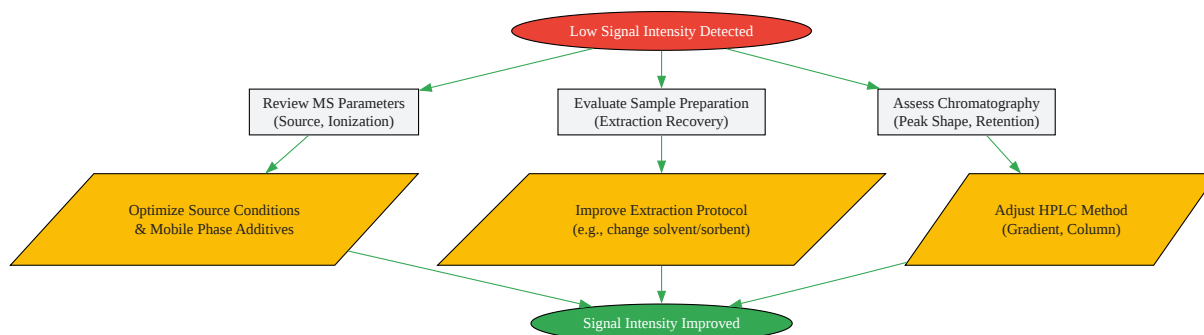 Low Signal Intensity Detected
Review MS Parameters
(Source, Ionization)
Evaluate Sample Preparation
(Extraction Recovery)
Assess Chromatography
(Peak Shape, Retention)
Optimize Source Conditions
& Mobile Phase Additives
Improve Extraction Protocol
(e.g., change solvent/sorbent)
Adjust HPLC Method
(Gradient, Column)
Signal Intensity Improved